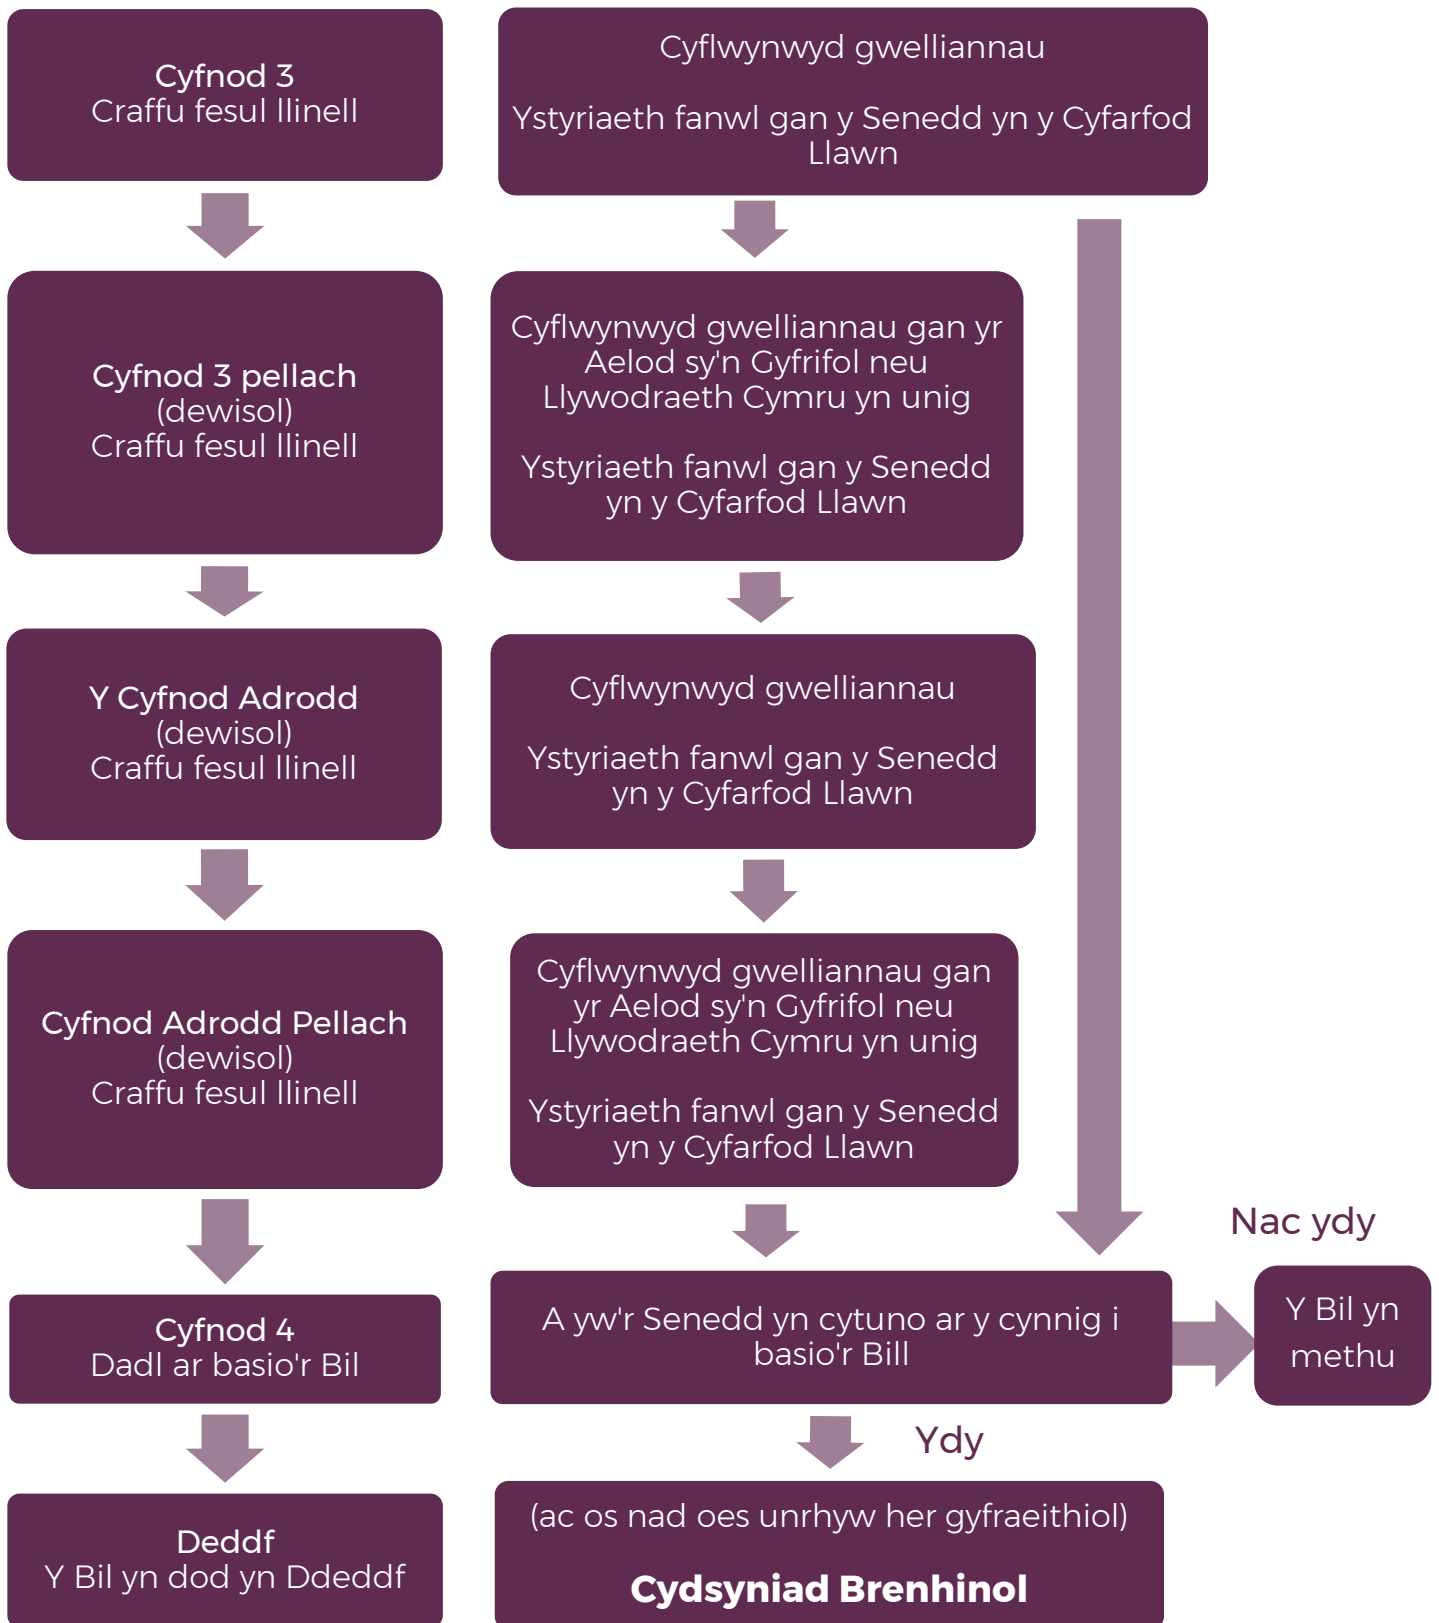 Cyfnod 3
Craffu fesul llinell
Cyflwynwyd gwelliannau
Ystyriaeth fanwl gan y Senedd yn y Cyfarfod
Llawn
Cyfnod 3 pellach
(dewisol)
Craffu fesul llinell
Cyflwynwyd gwelliannau gan yr
Aelod sy'n Gyfrifol neu
Llywodraeth Cymru yn unig
Ystyriaeth fanwl gan y Senedd
yn y Cyfarfod Llawn
Y Cyfnod Adrodd
(dewisol)
Craffu fesul llinell
Cyflwynwyd gwelliannau
Ystyriaeth fanwl gan y Senedd
yn y Cyfarfod Llawn
Cyfnod Adrodd Pellach
(dewisol)
Craffu fesul llinell
Cyflwynwyd gwelliannau gan
yr Aelod sy'n Gyfrifol neu
Llywodraeth Cymru yn unig
Ystyriaeth fanwl gan y Senedd
yn y Cyfarfod Llawn
Cyfnod 4
Dadl ar basio'r Bil
A yw'r Senedd yn cytuno ar y cynnig i
basio'r Bill
Nac ydy
Y Bil yn
methu
Ydy
Deddf
Y Bil yn dod yn Ddeddf
(ac os nad oes unrhyw her gyfraeithiol)
Cydsyniad Brenhinol